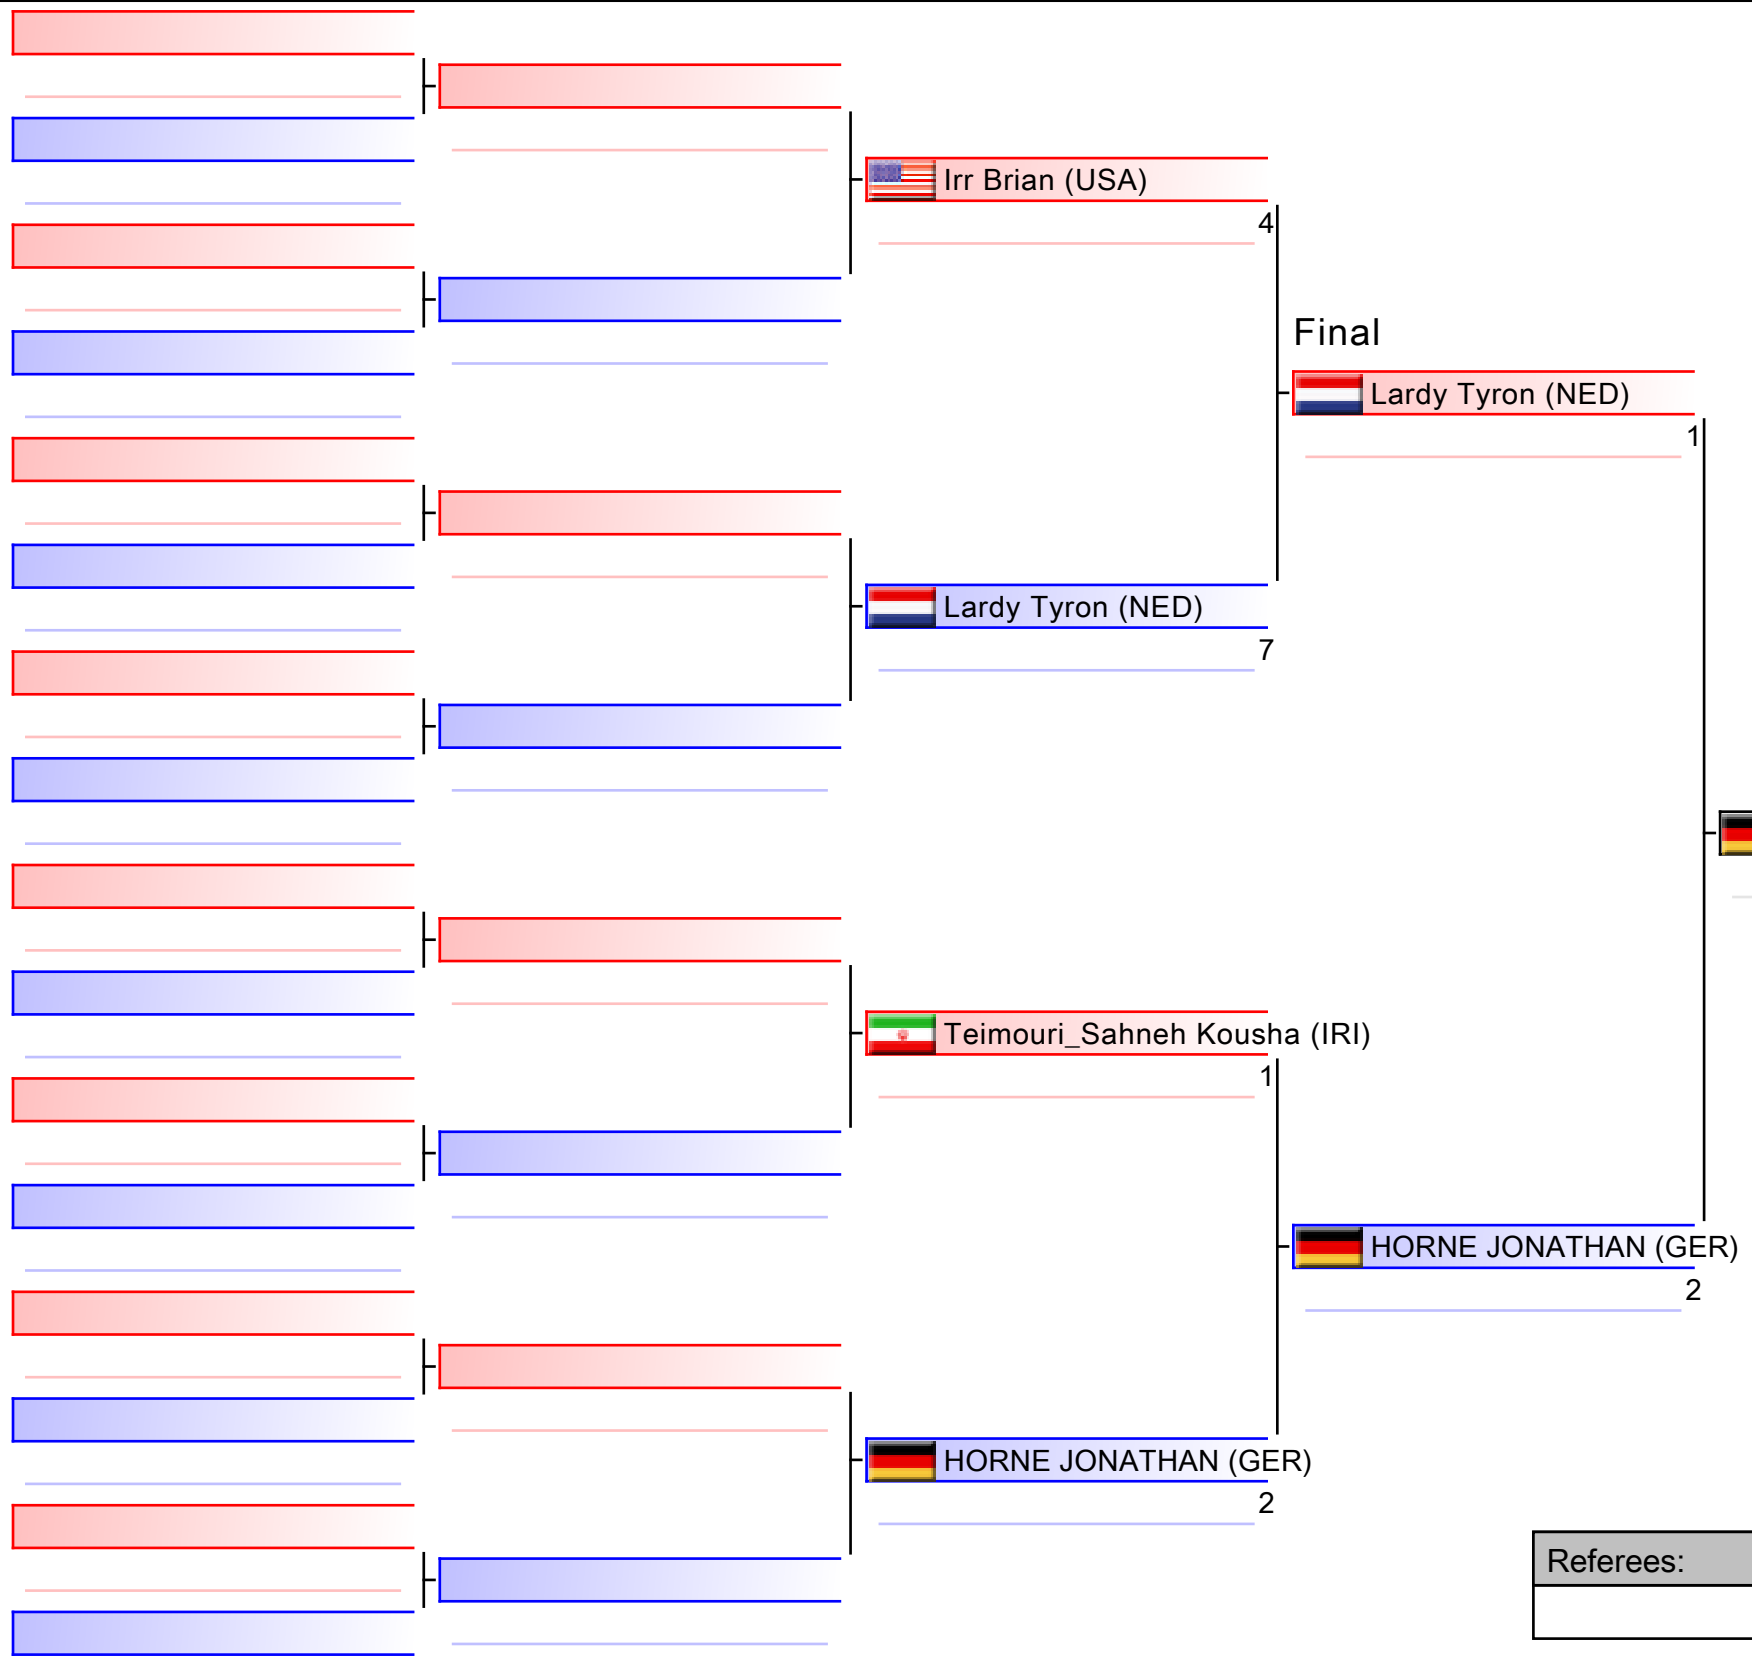 Irr Brian (USA)
4
Final
Lardy Tyron (NED)
1
Lardy Tyron (NED)
7
Teimouri_Sahneh Kousha (IRI)
1
HORNE JONATHAN (GER)
2
HORNE JONATHAN (GER)
2
Referees: